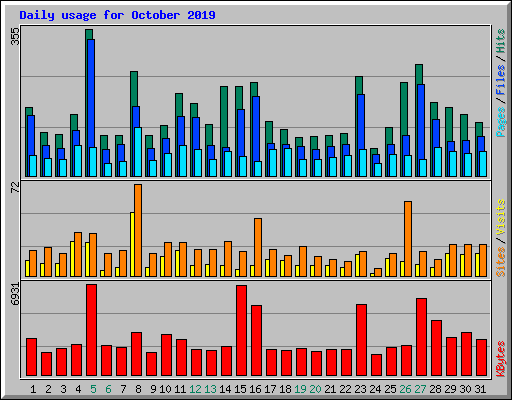 Daily usage for October 2019
355
Pages / Files / Hits
72
Sites / Visits
6931
KBytes
1 2 3 4 5 6 7 8 9 10 11 12 13 14 15 16 17 18 19 20 21 22 23 24 25 26 27 28 29 30 31